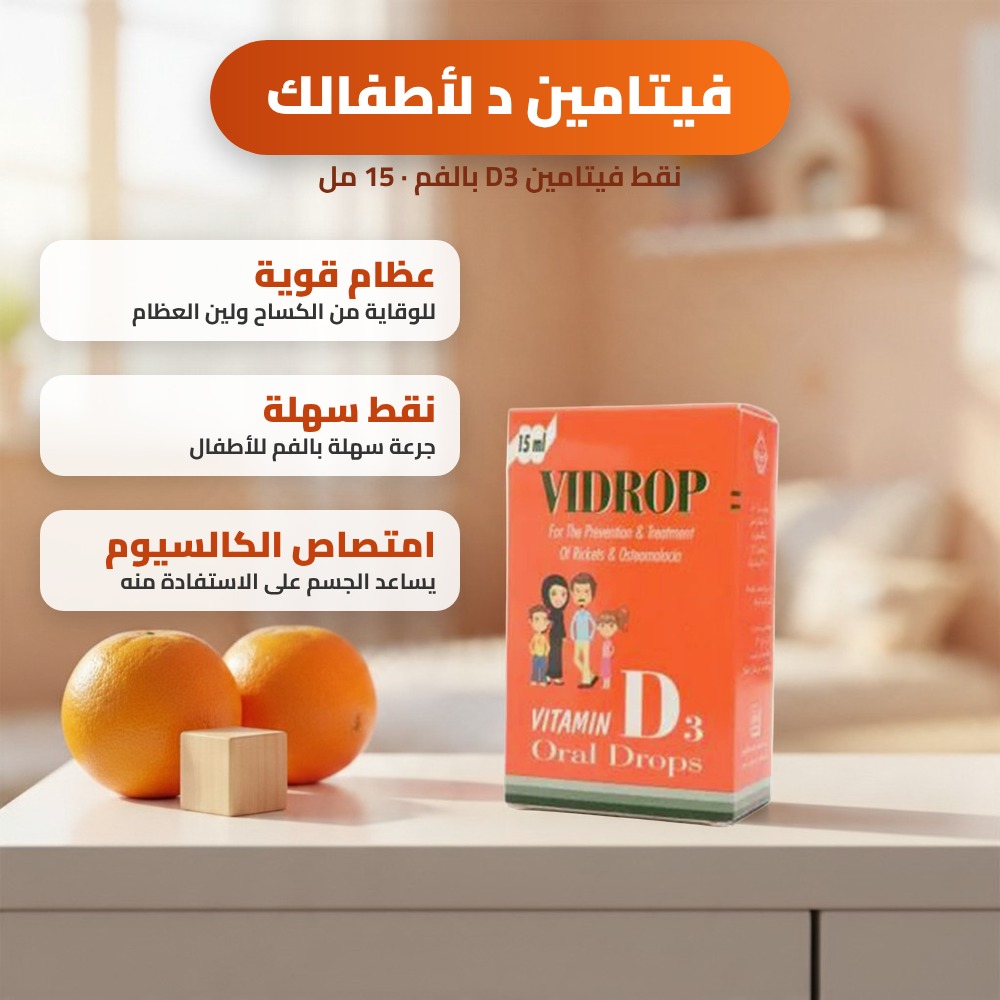 فيتامين د لأطفالك
نقط فيتامين D3 بالفم · 15 مل
عظام قوية
للوقاية من الكساح ولين العظام
نقط سهلة
جرعة سهلة بالفم للأطفال
امتصاص الكالسيوم
يساعد الجسم على الاستفادة منه
15 ml
VIDROP
For The Prevention & Treatment
Of Rickets & Osteomalacia
VITAMIN D3
Oral Drops